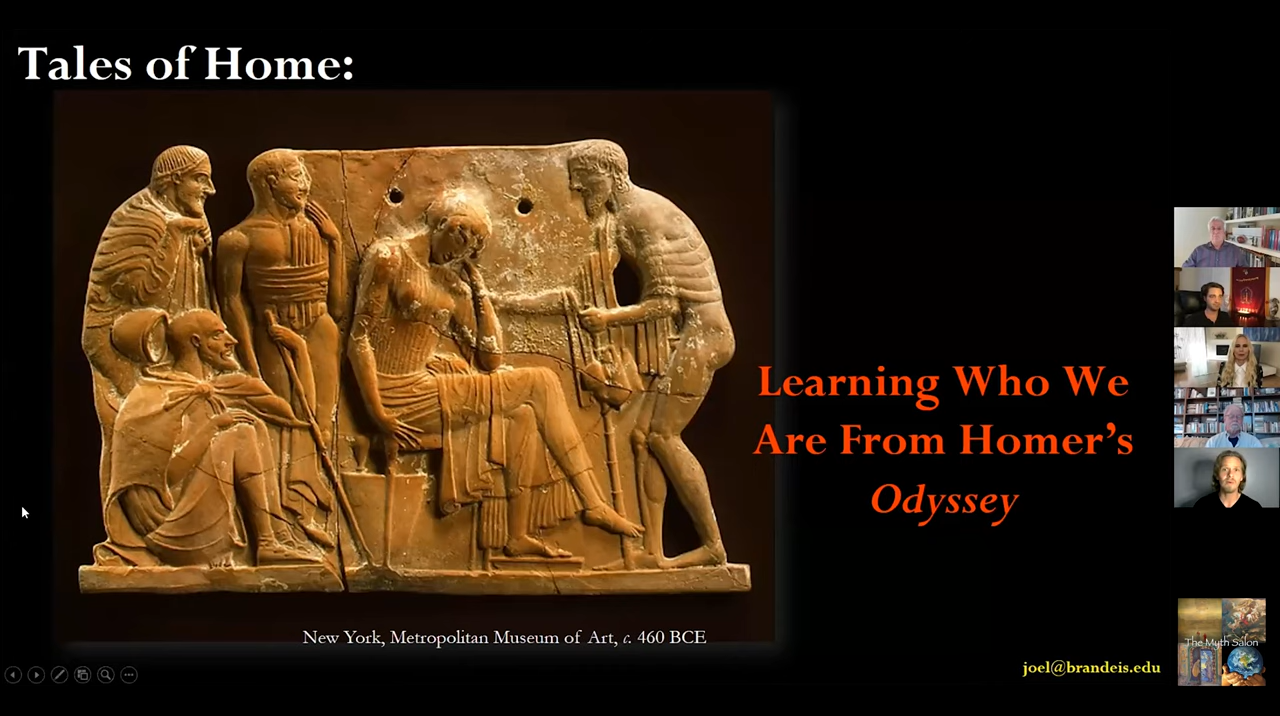 Tales of Home:
Learning Who We
Are From Homer’s
Odyssey
New York, Metropolitan Museum of Art, c. 460 BCE
joel@brandeis.edu
The Myth Salon